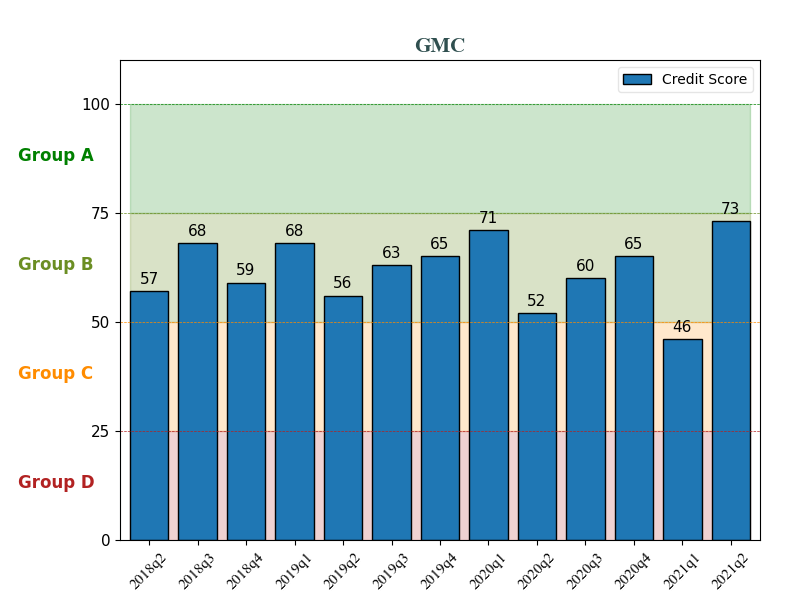 GMC
Credit Score
100
Group A
75
73
71
68
68
65
65
63
60
59
57
56
52
46
Group B
50
Group C
25
Group D
0
2018q2
2018q3
2018q4
2019q1
2019q2
2019q3
2019q4
2020q1
2020q2
2020q3
2020q4
2021q1
2021q2